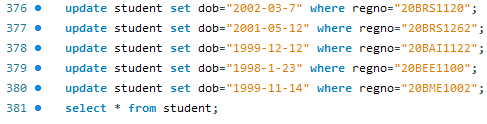 376 ● update student set dob="2002-03-7" where regno="20BRS1120";
377 ● update student set dob="2001-05-12" where regno="20BRS1262";
378 ● update student set dob="1999-12-12" where regno="20BAI1122";
379 ● update student set dob="1998-1-23" where regno="20BEE1100";
380 ● update student set dob="1999-11-14" where regno="20BME1002";
381 ● select * from student;